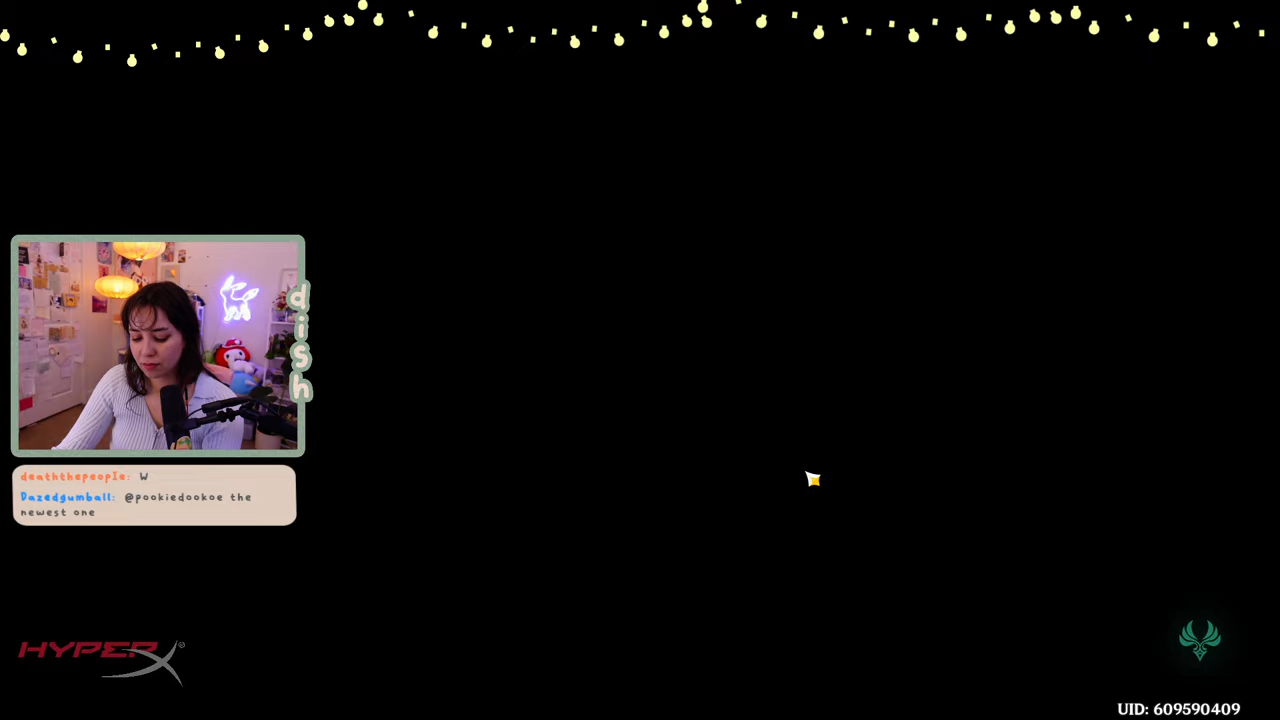 dish
deaththepeople: W
Dazedgumball: @pookiedookoe the
newest one
HYPERX
UID: 609590409